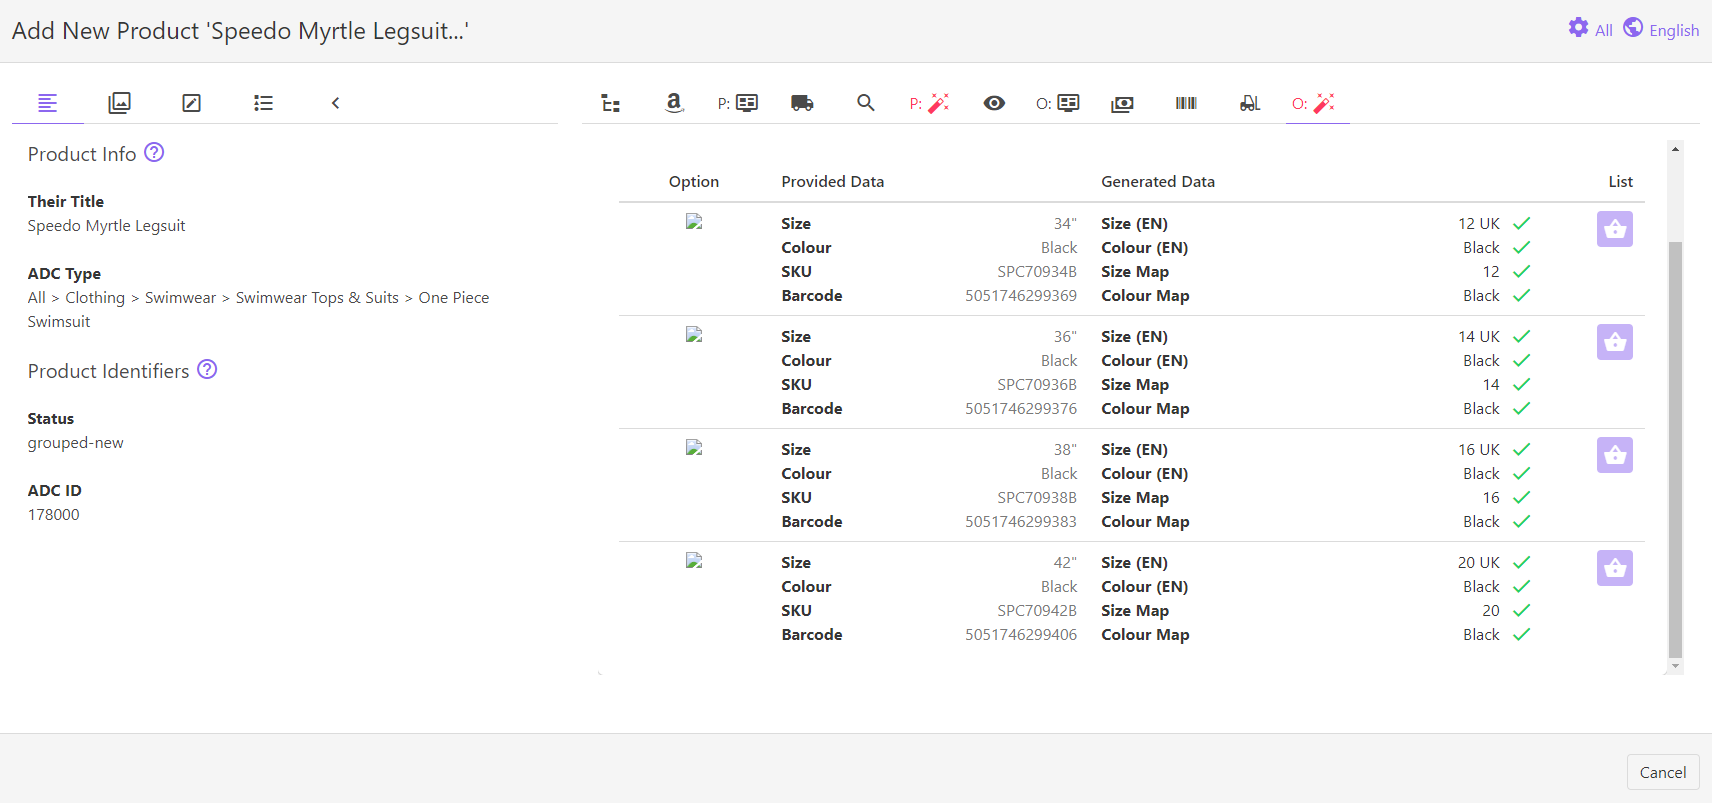 Add New Product 'Speedo Myrtle Legsuit...'
All English
P: P: O: O:
Product Info
Their Title
Speedo Myrtle Legsuit
ADC Type
All > Clothing > Swimwear > Swimwear Tops & Suits > One Piece
Swimsuit
Product Identifiers
Status
grouped-new
ADC ID
178000
Option Provided Data Generated Data List
Size 34" Size (EN) 12 UK
Colour Black Colour (EN) Black
SKU SPC70934B Size Map 12
Barcode 5051746299369 Colour Map Black
Size 36" Size (EN) 14 UK
Colour Black Colour (EN) Black
SKU SPC70936B Size Map 14
Barcode 5051746299376 Colour Map Black
Size 38" Size (EN) 16 UK
Colour Black Colour (EN) Black
SKU SPC70938B Size Map 16
Barcode 5051746299383 Colour Map Black
Size 42" Size (EN) 20 UK
Colour Black Colour (EN) Black
SKU SPC70942B Size Map 20
Barcode 5051746299406 Colour Map Black
Cancel